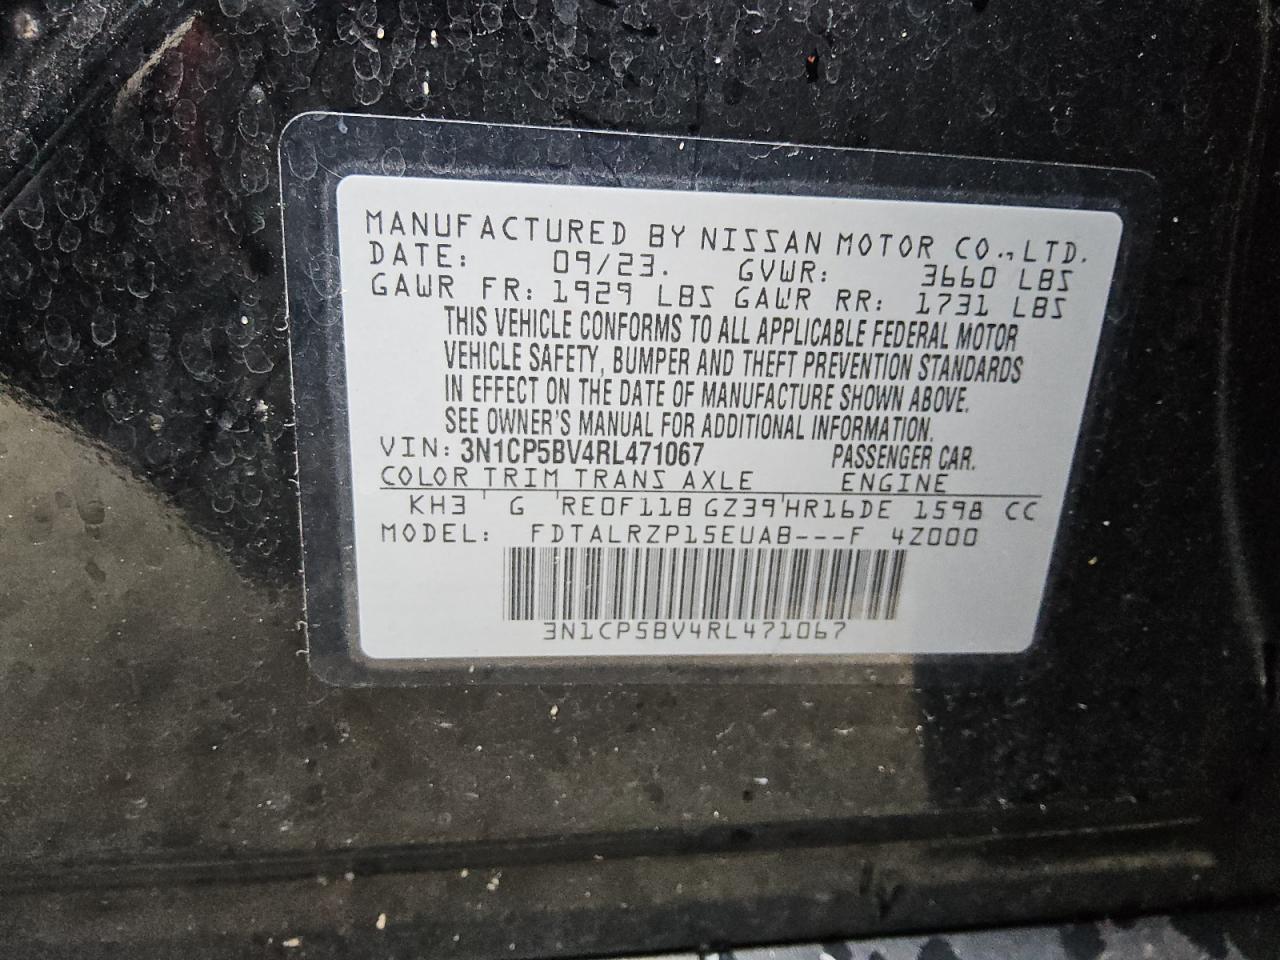 MANUFACTURED BY NISSAN MOTOR CO.,LTD.
DATE: 09/23. GVWR: 3660 LBS
GAWR FR: 1929 LBS GAWR RR: 1731 LBS
THIS VEHICLE CONFORMS TO ALL APPLICABLE FEDERAL MOTOR
VEHICLE SAFETY, BUMPER AND THEFT PREVENTION STANDARDS
IN EFFECT ON THE DATE OF MANUFACTURE SHOWN ABOVE.
SEE OWNER'S MANUAL FOR ADDITIONAL INFORMATION.
VIN: 3N1CP5BV4RL471067 PASSENGER CAR.
COLOR TRIM TRANS AXLE ENGINE
KH3 ' G 'RE0F11B GZ39'HR16DE 1598 CC
MODEL: FDTALRZP15EUAB---F 4Z000
3N1CP5BV4RL471067